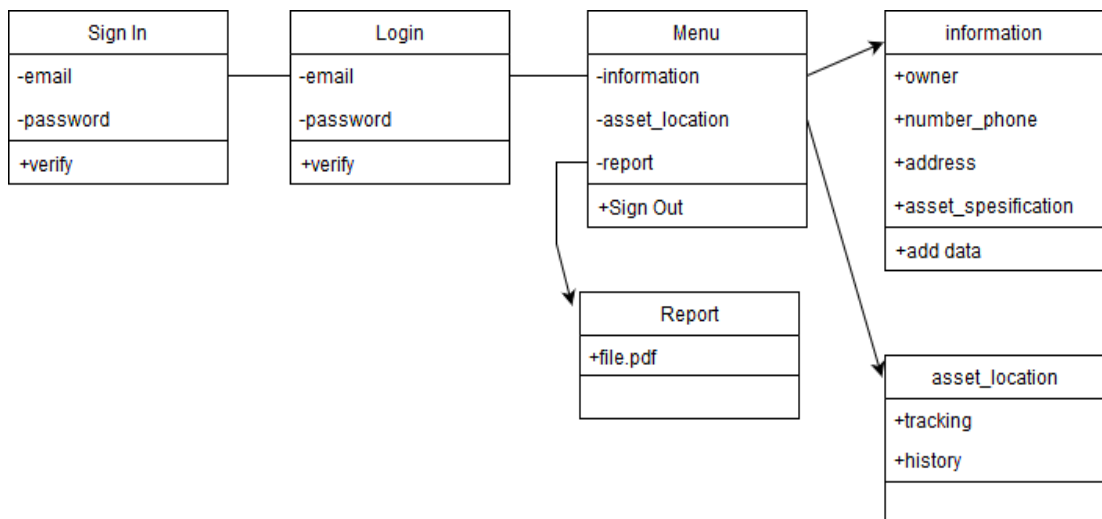 Sign In
-email
-password
+verify
Login
-email
-password
+verify
Menu
-information
-asset_location
-report
+Sign Out
information
+owner
+number_phone
+address
+asset_spesification
+add data
Report
+file.pdf
asset_location
+tracking
+history